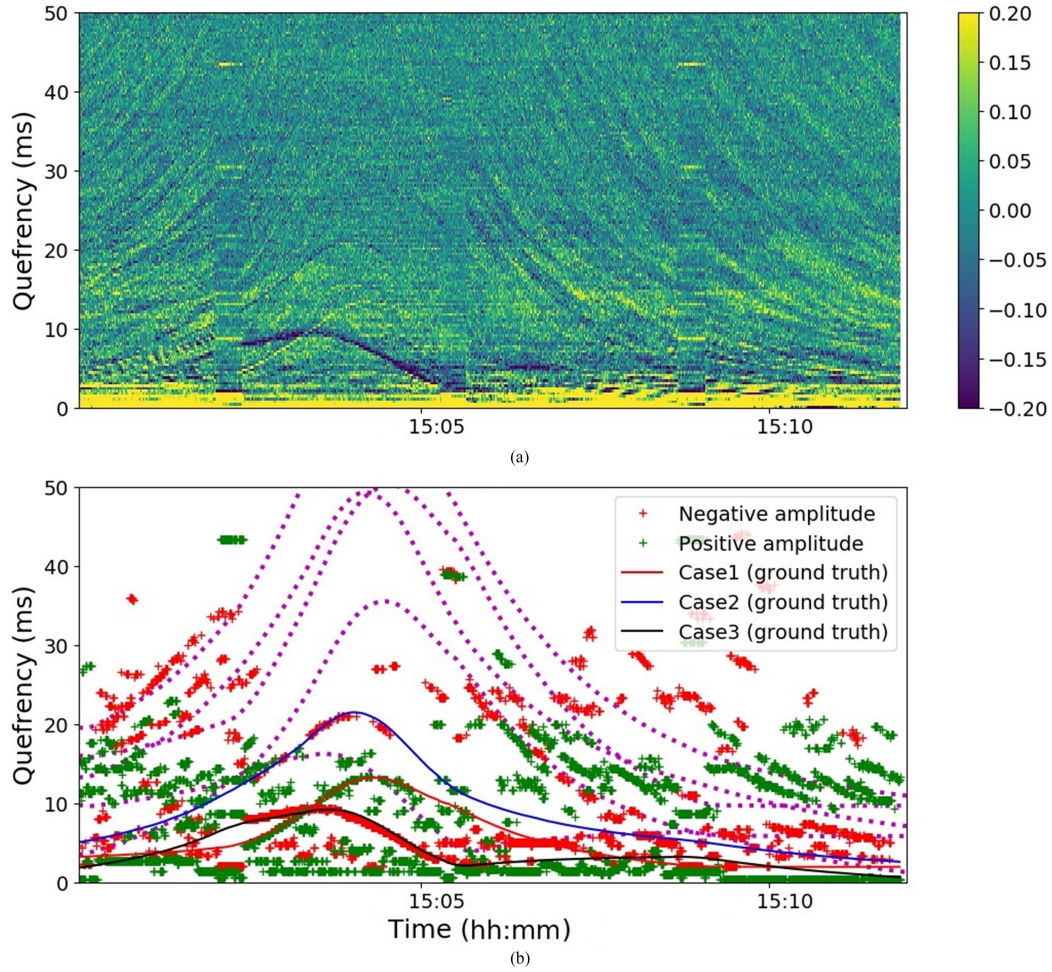 50
40
30
20
10
0
Quefrency (ms)
15:05
15:10
0.20
0.15
0.10
0.05
0.00
−0.05
−0.10
−0.15
−0.20
(a)
50
40
30
20
10
0
Quefrency (ms)
Negative amplitude
Positive amplitude
Case1 (ground truth)
Case2 (ground truth)
Case3 (ground truth)
15:05
15:10
Time (hh:mm)
(b)